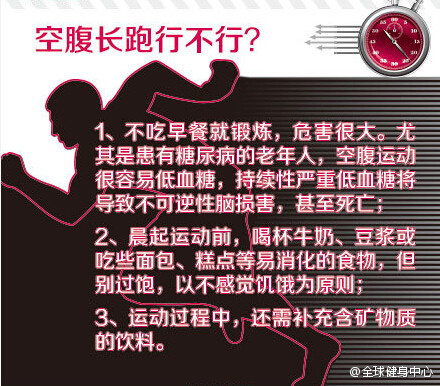 空腹长跑行不行?
1、不吃早餐就锻炼，危害很大。尤
其是患有糖尿病的老年人，空腹运动
很容易低血糖，持续性严重低血糖将
导致不可逆性脑损害，甚至死亡；
2、晨起运动前，喝杯牛奶、豆浆或
吃些面包、糕点等易消化的食物，但
别过饱，以不感觉饥饿为原则；
3、运动过程中，还需补充含矿物质
的饮料。
@全球健身中心